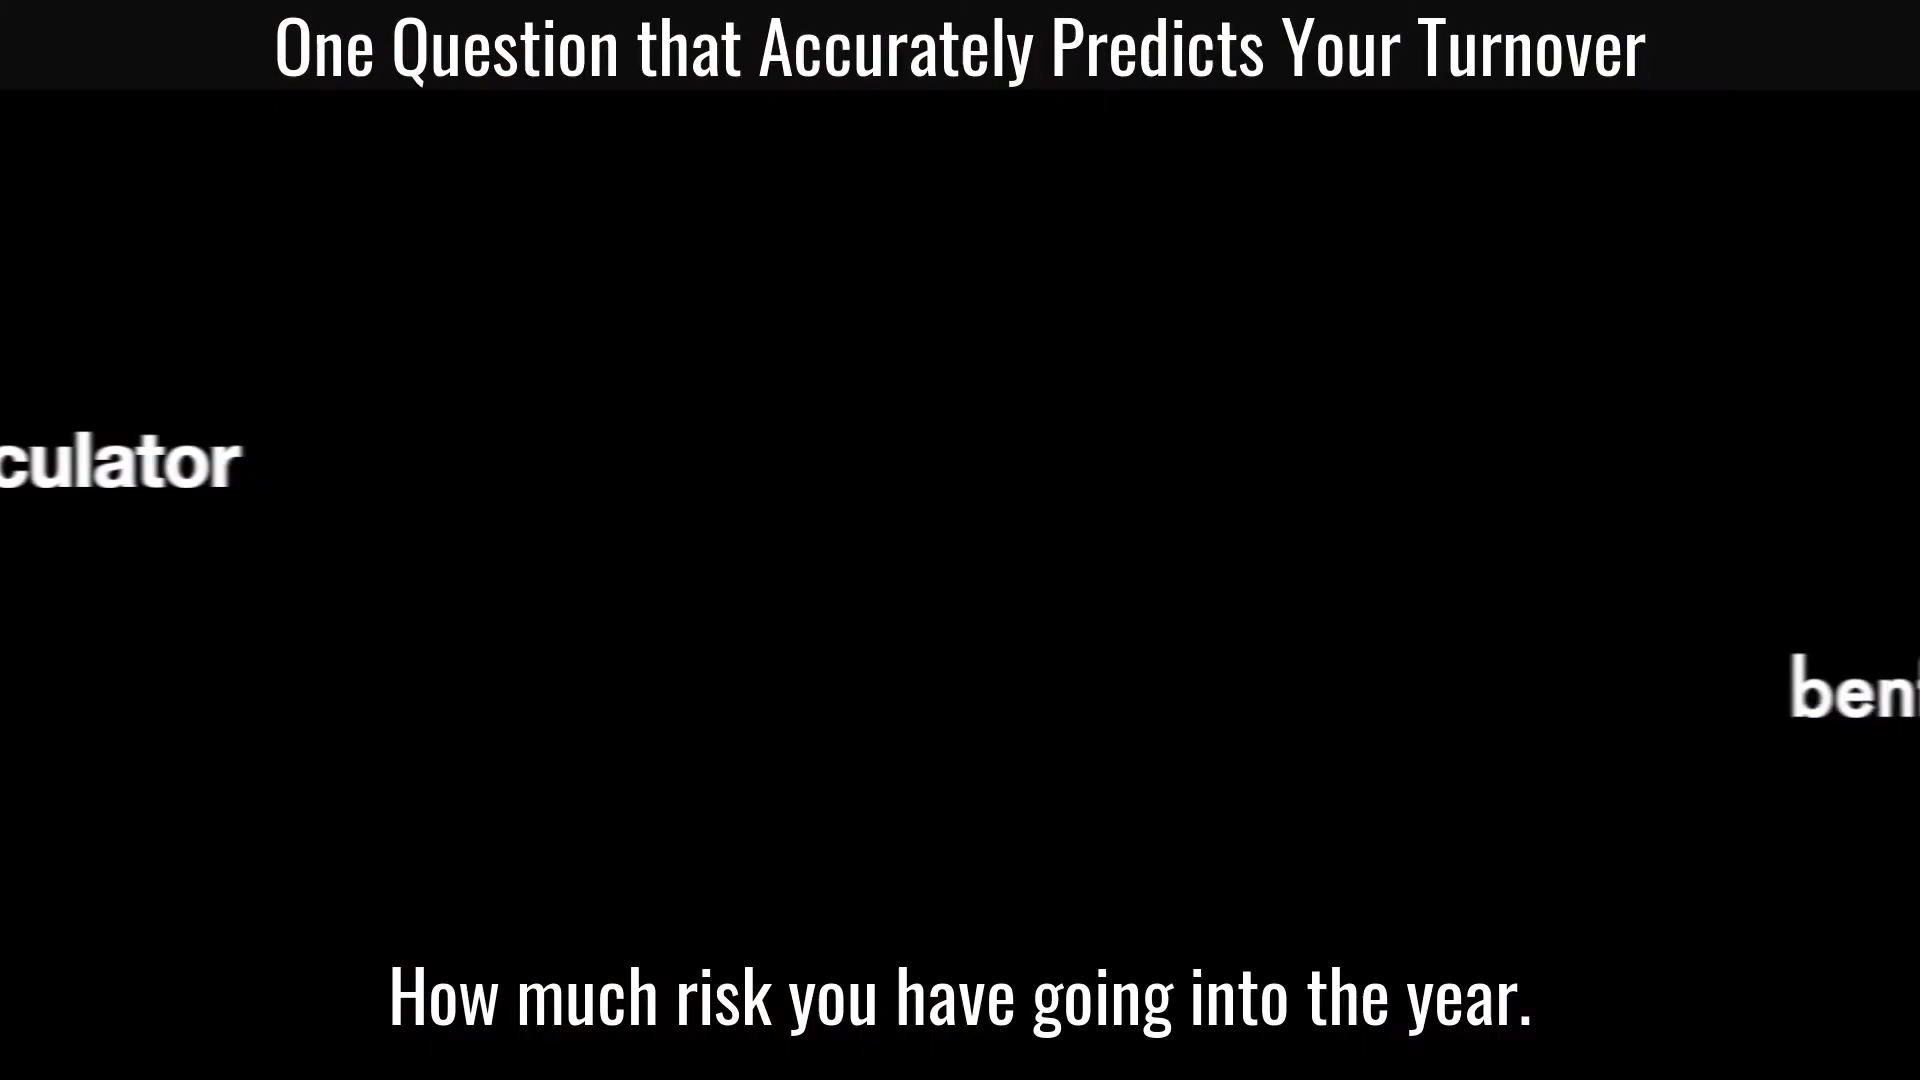 One Question that Accurately Predicts Your Turnover
culator
ben
How much risk you have going into the year.